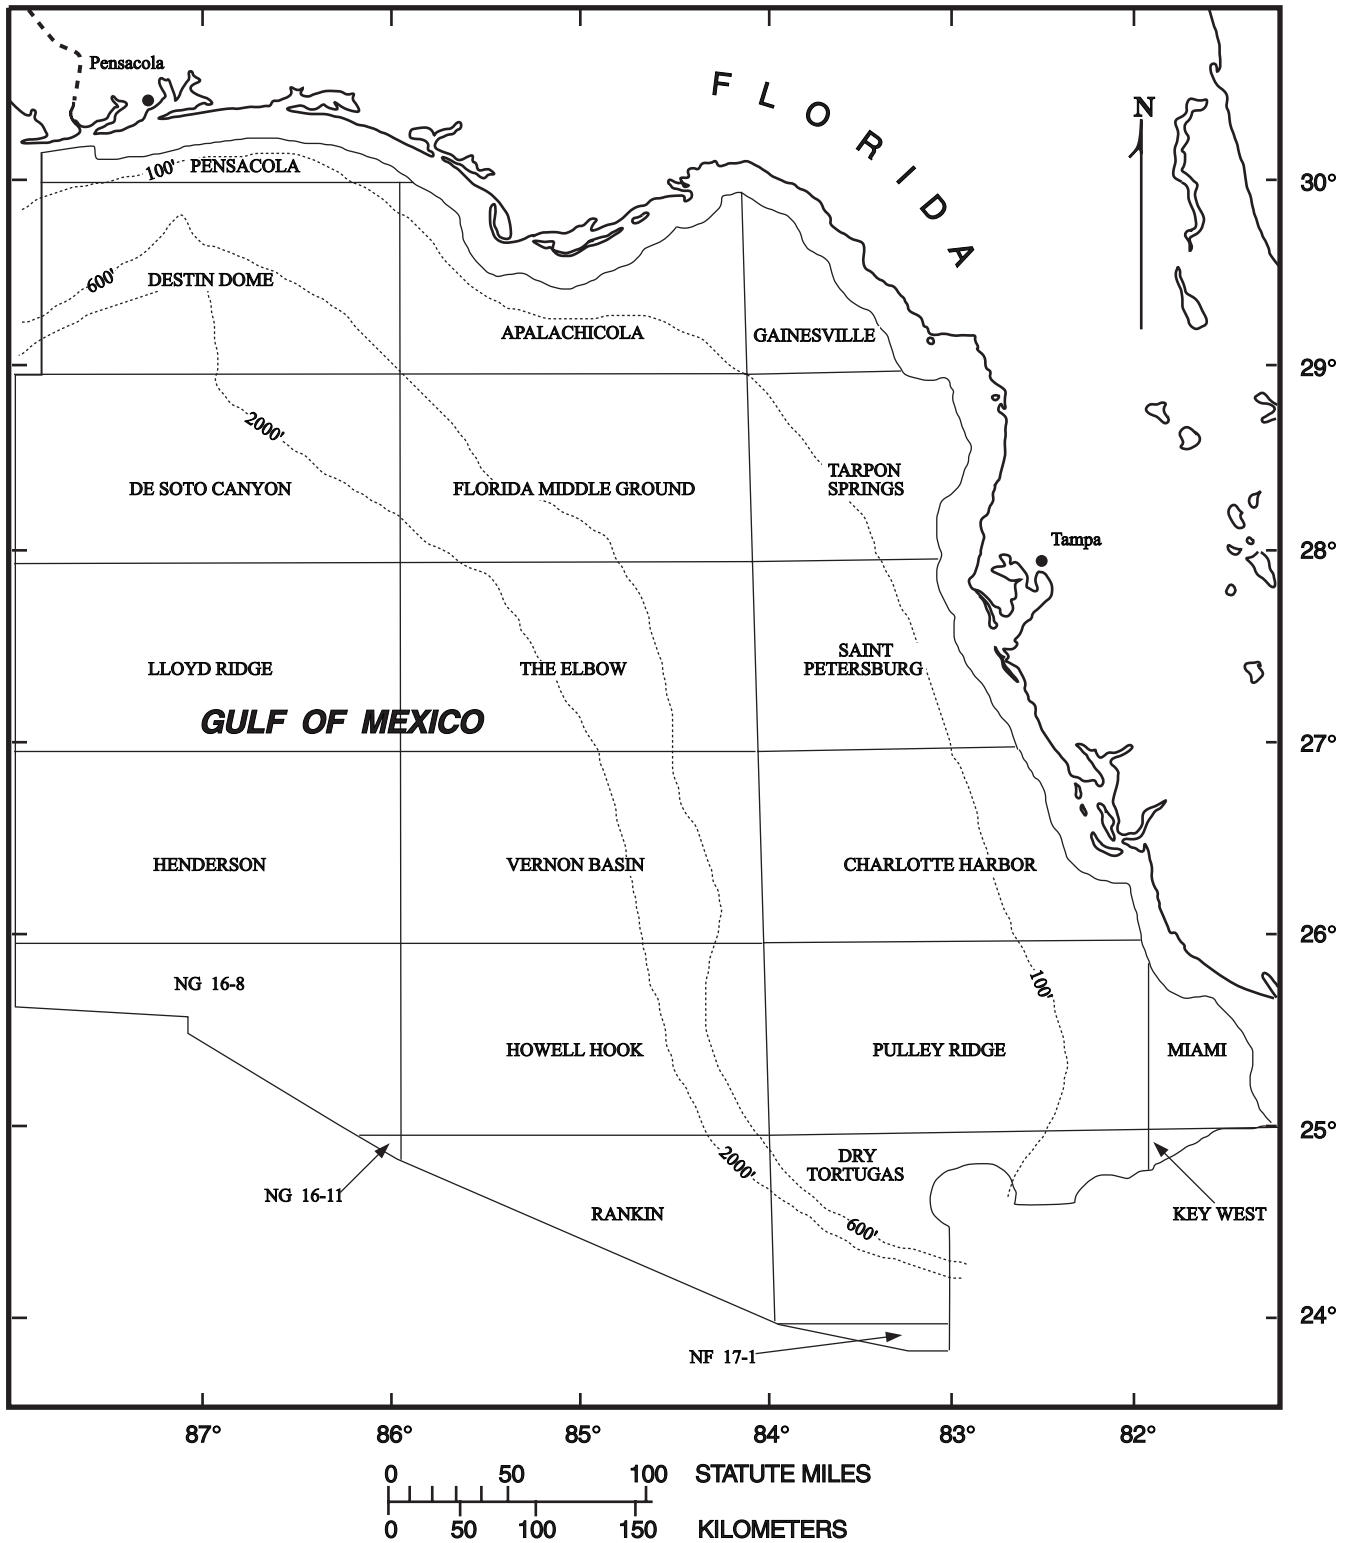 Pensacola
FLORIDA
N
100'
PENSACOLA
30°
600'
DESTIN DOME
APALACHICOLA
GAINESVILLE
29°
2000'
DE SOTO CANYON
FLORIDA MIDDLE GROUND
TARPON
SPRINGS
Tampa
28°
LLOYD RIDGE
THE ELBOW
SAINT
PETERSBURG
GULF OF MEXICO
27°
HENDERSON
VERNON BASIN
CHARLOTTE HARBOR
26°
NG 16-8
100'
HOWELL HOOK
PULLEY RIDGE
MIAMI
25°
2000'
DRY
TORTUGAS
NG 16-11
RANKIN
600'
KEY WEST
24°
NF 17-1
87°
86°
85°
84°
83°
82°
0 50 100 STATUTE MILES
0 50 100 150 KILOMETERS